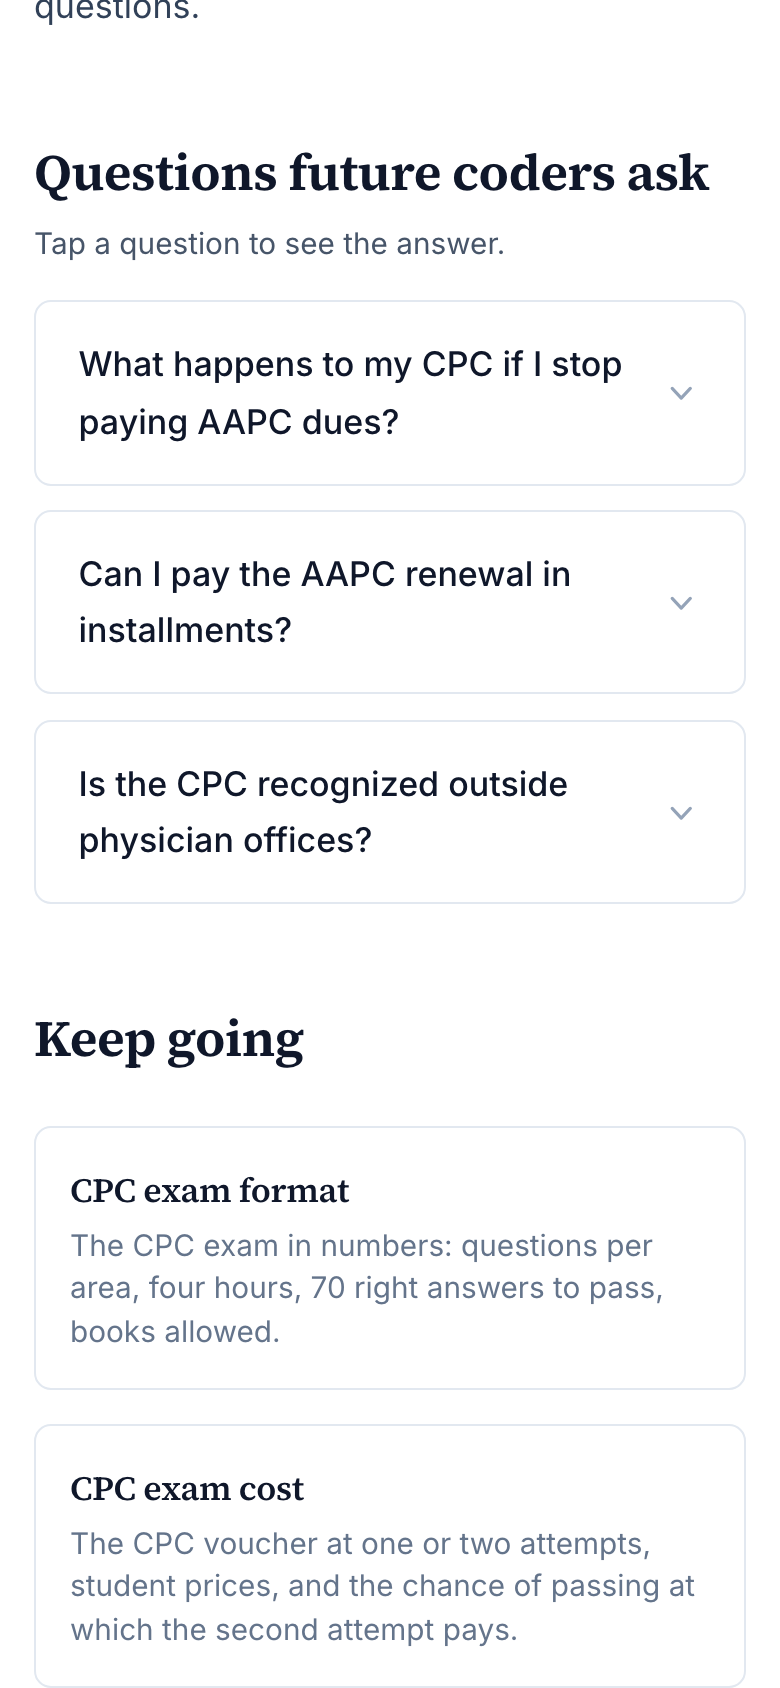 questions.
Questions future coders ask
Tap a question to see the answer.
What happens to my CPC if I stop
paying AAPC dues?
Can I pay the AAPC renewal in
installments?
Is the CPC recognized outside
physician offices?
Keep going
CPC exam format
The CPC exam in numbers: questions per
area, four hours, 70 right answers to pass,
books allowed.
CPC exam cost
The CPC voucher at one or two attempts,
student prices, and the chance of passing at
which the second attempt pays.